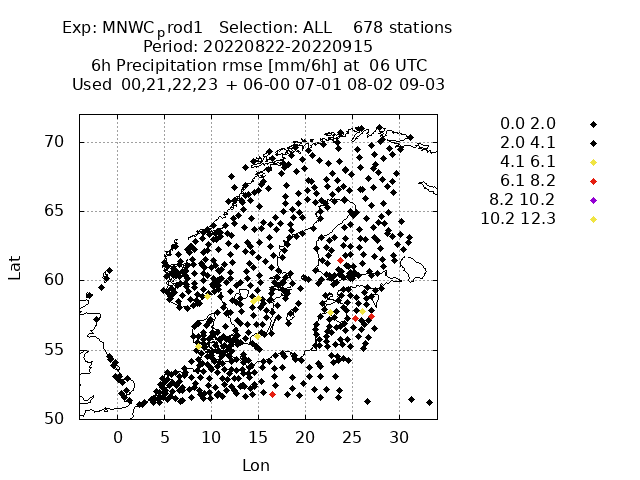 Exp: MNWCprod1 Selection: ALL 678 stations
Period: 20220822-20220915
6h Precipitation rmse [mm/6h] at 06 UTC
Used 00,21,22,23 + 06-00 07-01 08-02 09-03
0.0 2.0
2.0 4.1
4.1 6.1
6.1 8.2
8.2 10.2
10.2 12.3
70
65
60
55
50
Lat
0 5 10 15 20 25 30
Lon